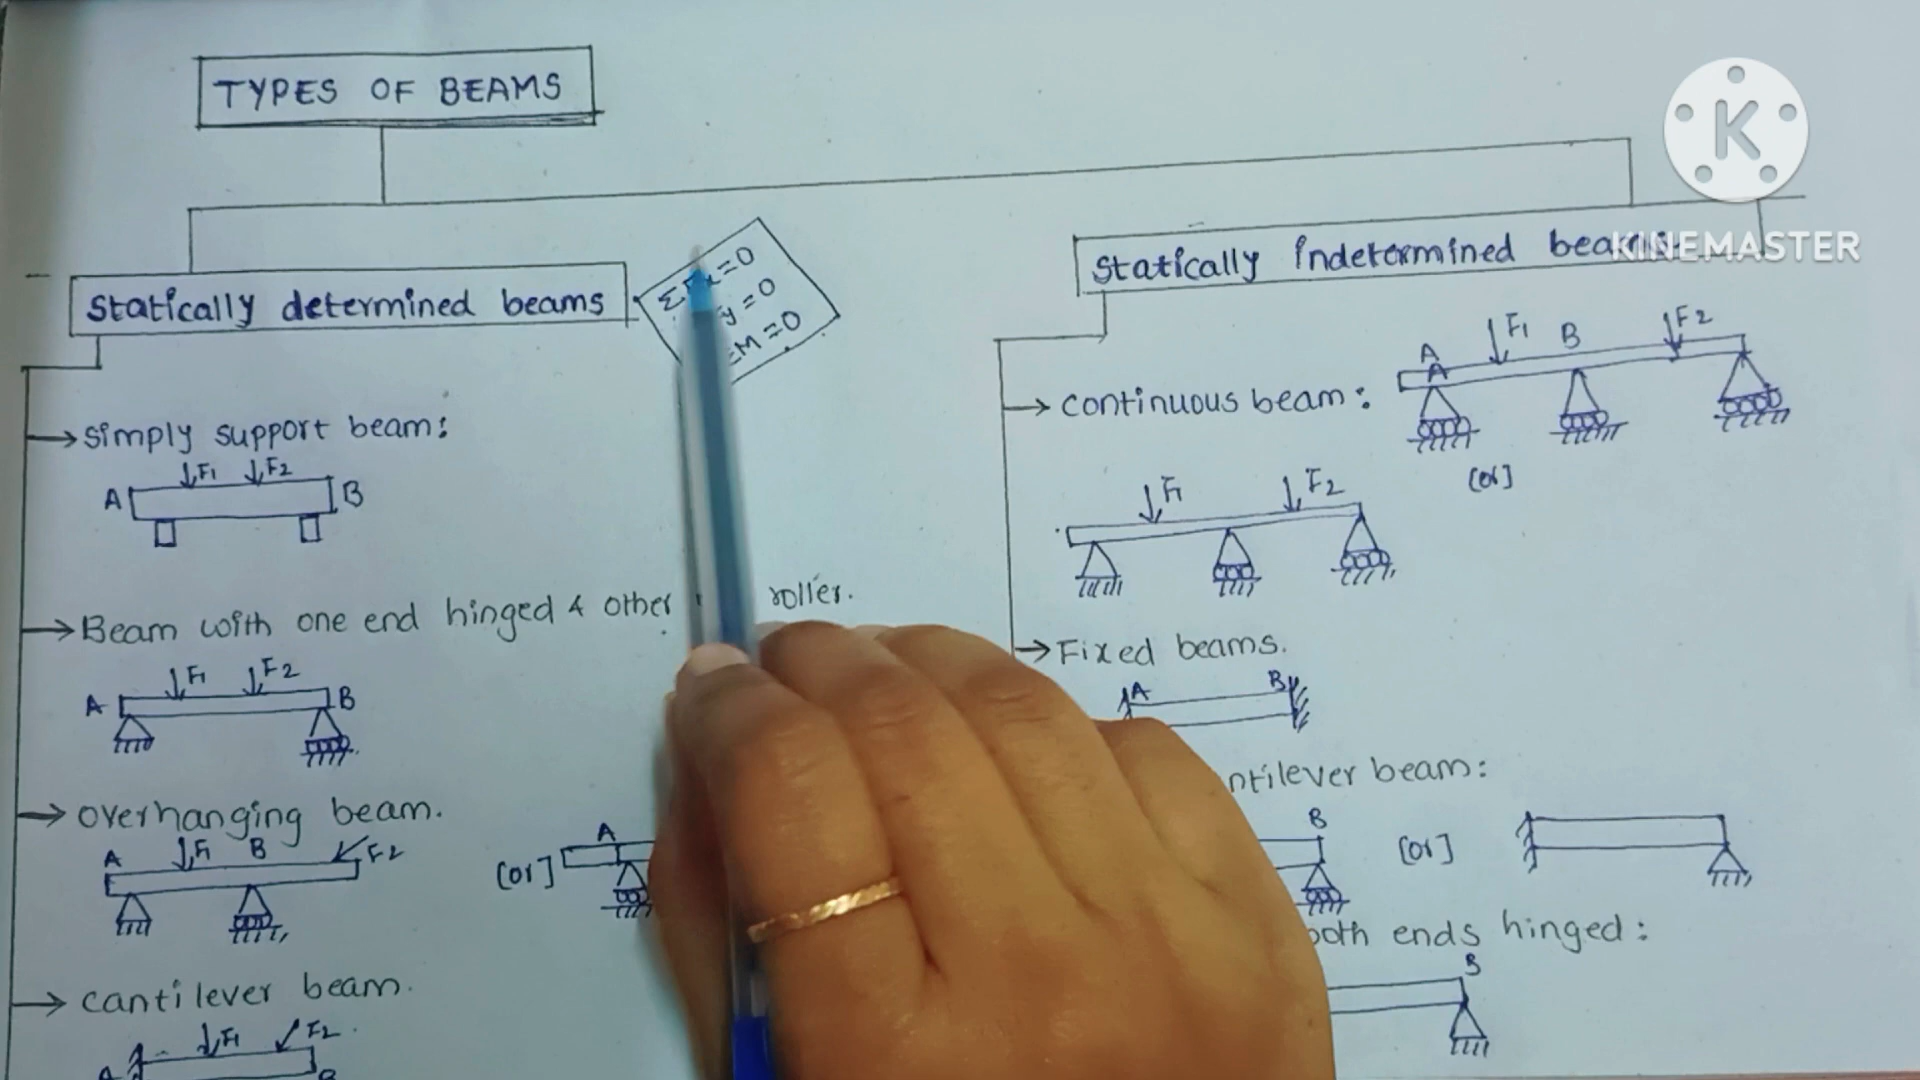 TYPES OF BEAMS
Statically determined beams
=0
y=0
M=0
Statically indetermined
K
KINEMASTER
→ simply support beam:
F1 F2
A B
→ Beam with one end hinged & other roller.
F1 F2
A B
→ overhanging beam.
A F1 B F2
[or] A
→ cantilever beam.
F1 F2
A B
→ continuous beam:
A F1 B F2
A
[or]
F1 F2
→ Fixed beams.
A B
ntilever beam:
B [or]
both ends hinged:
B